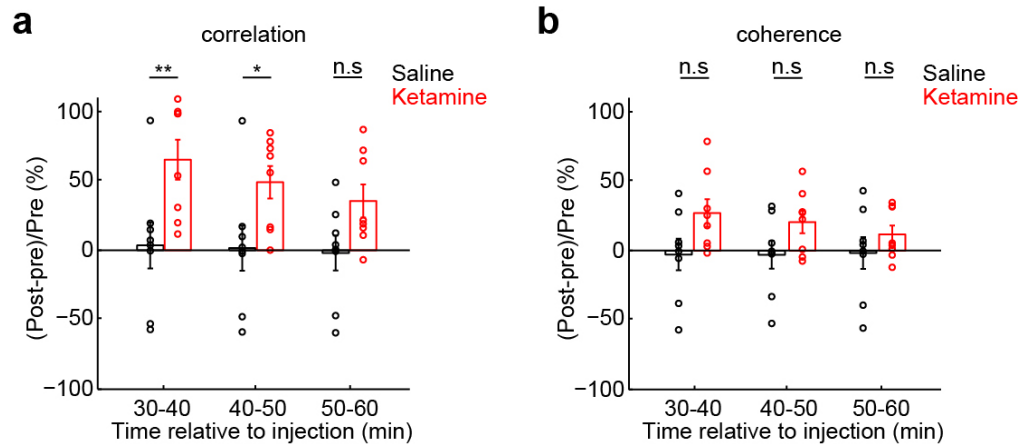 a
correlation
** * n.s
Saline
Ketamine
(Post-pre)/Pre (%)
100
50
0
−50
−100
30-40 40-50 50-60
Time relative to injection (min)
b
coherence
n.s n.s n.s
Saline
Ketamine
(Post-pre)/Pre (%)
100
50
0
−50
−100
30-40 40-50 50-60
Time relative to injection (min)